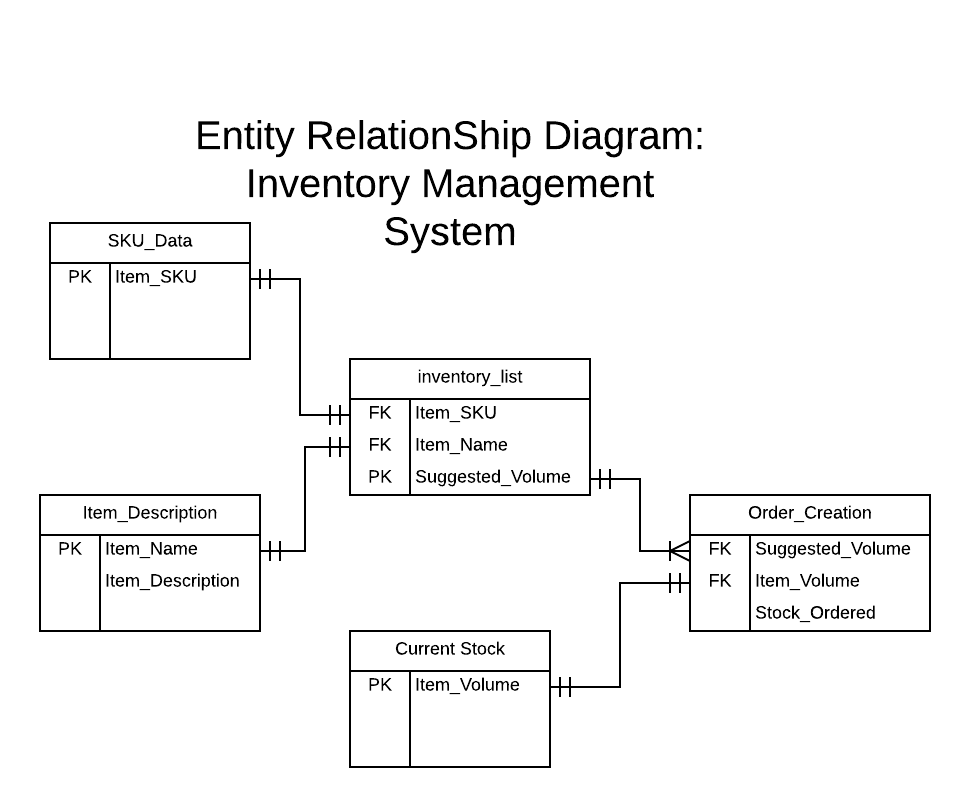 Entity RelationShip Diagram:
Inventory Management
System
SKU_Data
PK Item_SKU
inventory_list
FK Item_SKU
FK Item_Name
PK Suggested_Volume
Item_Description
PK Item_Name
Item_Description
Order_Creation
FK Suggested_Volume
FK Item_Volume
Stock_Ordered
Current Stock
PK Item_Volume